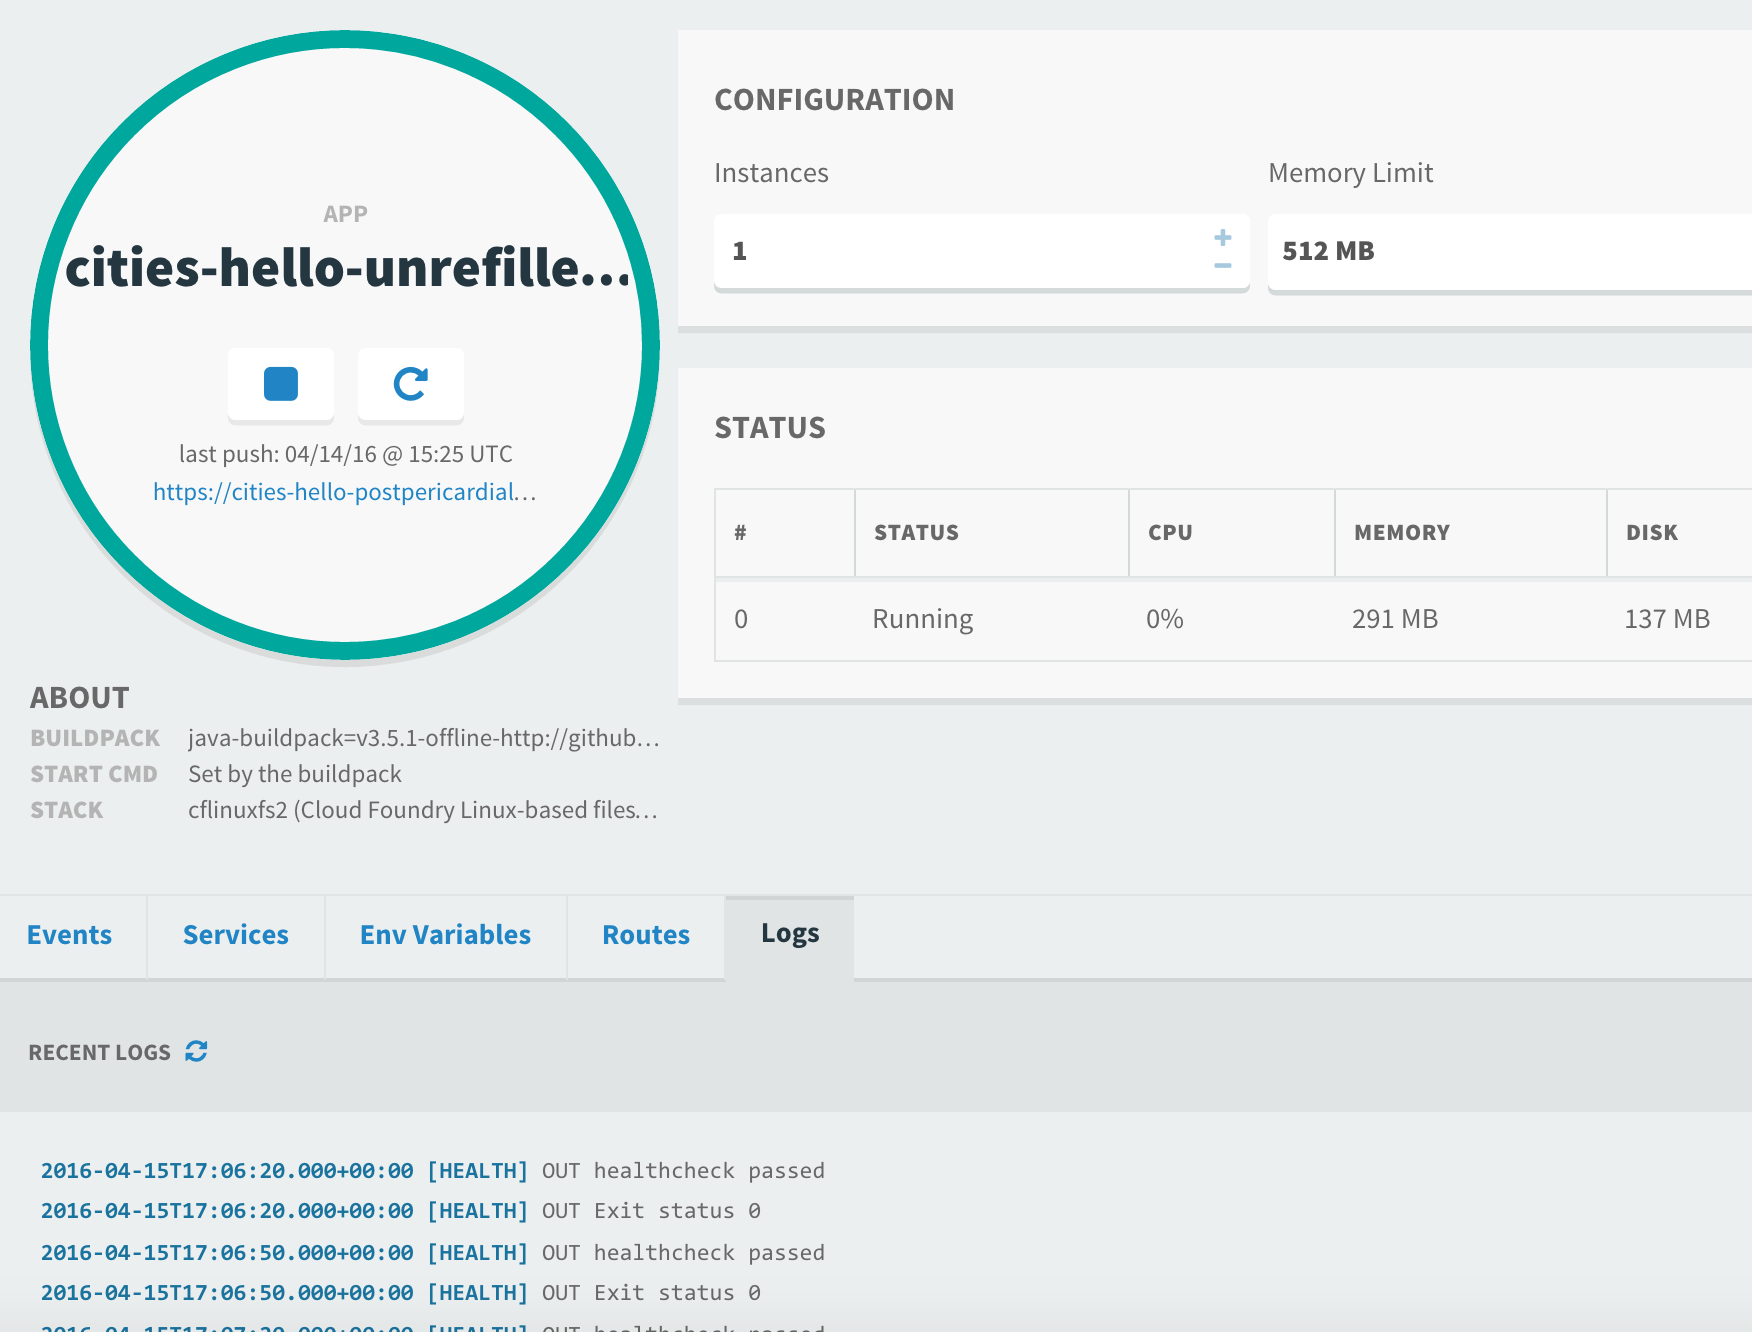 APP
cities-hello-unrefille...
last push: 04/14/16 @ 15:25 UTC
https://cities-hello-postpericardial...
CONFIGURATION
Instances
Memory Limit
1
512 MB
STATUS
# STATUS CPU MEMORY DISK
0 Running 0% 291 MB 137 MB
ABOUT
BUILDPACK java-buildpack=v3.5.1-offline-http://github...
START CMD Set by the buildpack
STACK cflinuxfs2 (Cloud Foundry Linux-based files...
Events Services Env Variables Routes Logs
RECENT LOGS
2016-04-15T17:06:20.000+00:00 [HEALTH] OUT healthcheck passed
2016-04-15T17:06:20.000+00:00 [HEALTH] OUT Exit status 0
2016-04-15T17:06:50.000+00:00 [HEALTH] OUT healthcheck passed
2016-04-15T17:06:50.000+00:00 [HEALTH] OUT Exit status 0